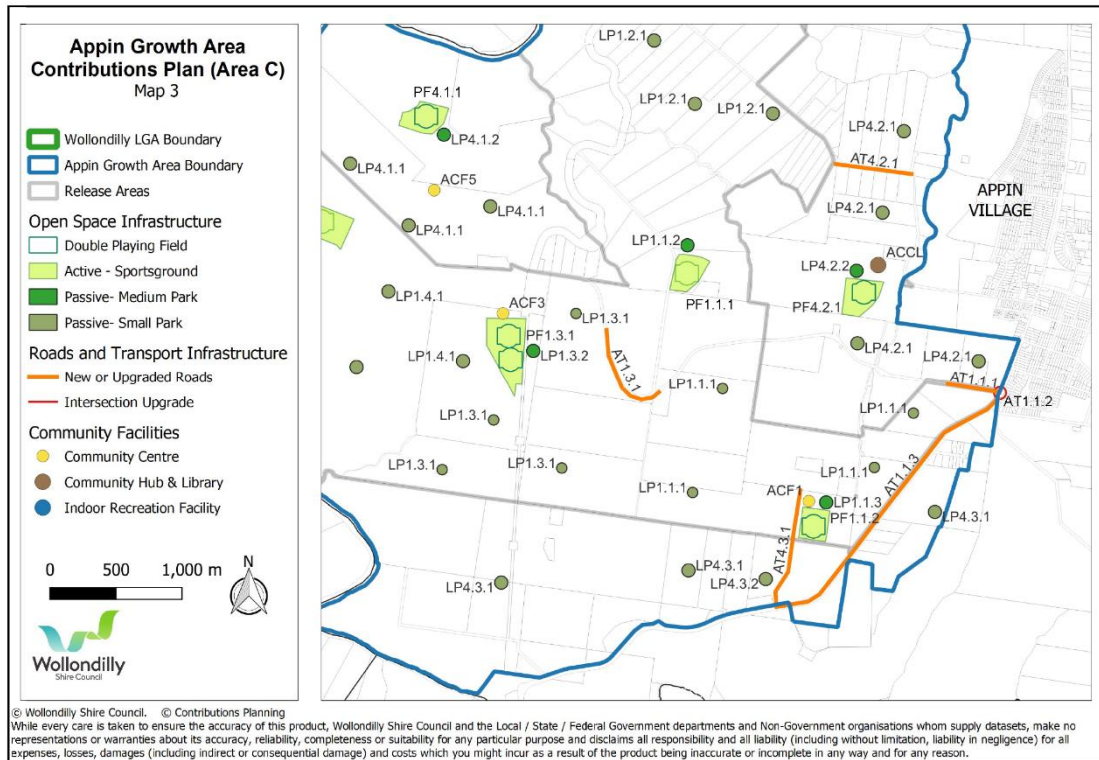 Appin Growth Area
Contributions Plan (Area C)
Map 3
Wollondilly LGA Boundary
Appin Growth Area Boundary
Release Areas
Open Space Infrastructure
Double Playing Field
Active - Sportsground
Passive- Medium Park
Passive- Small Park
Roads and Transport Infrastructure
New or Upgraded Roads
Intersection Upgrade
Community Facilities
Community Centre
Community Hub & Library
Indoor Recreation Facility
0 500 1,000 m
N
Wollondilly
Shire Council
LP1.2.1
PF4.1.1
LP1.2.1
LP1.2.1
LP4.1.2
LP4.2.1
LP4.1.1
AT4.2.1
ACF5
APPIN
VILLAGE
LP4.1.1
LP4.2.1
LP4.1.1
LP1.1.2
ACCL
LP4.2.2
LP1.4.1
PF1.1.1
PF4.2.1
ACF3
LP1.3.1
PF1.3.1
LP1.4.1
LP1.3.2
LP4.2.1
LP4.2.1
AT1.3.1
AT1.1.1
LP1.1.1
AT1.1.2
LP1.3.1
LP1.1.1
LP1.3.1
LP1.3.1
LP1.1.1
AT1.1.3
LP1.1.1
ACF1
LP1.1.3
PF1.1.2
LP4.3.1
AT4.3.1
LP4.3.1
LP4.3.1
LP4.3.2
© Wollondilly Shire Council. © Contributions Planning
While every care is taken to ensure the accuracy of this product, Wollondilly Shire Council and the Local / State / Federal Government departments and Non-Government organisations whom supply datasets, make no
representations or warranties about its accuracy, reliability, completeness or suitability for any particular purpose and disclaims all responsibility and all liability (including without limitation, liability in negligence) for all
expenses, losses, damages (including indirect or consequential damage) and costs which you might incur as a result of the product being inaccurate or incomplete in any way and for any reason.